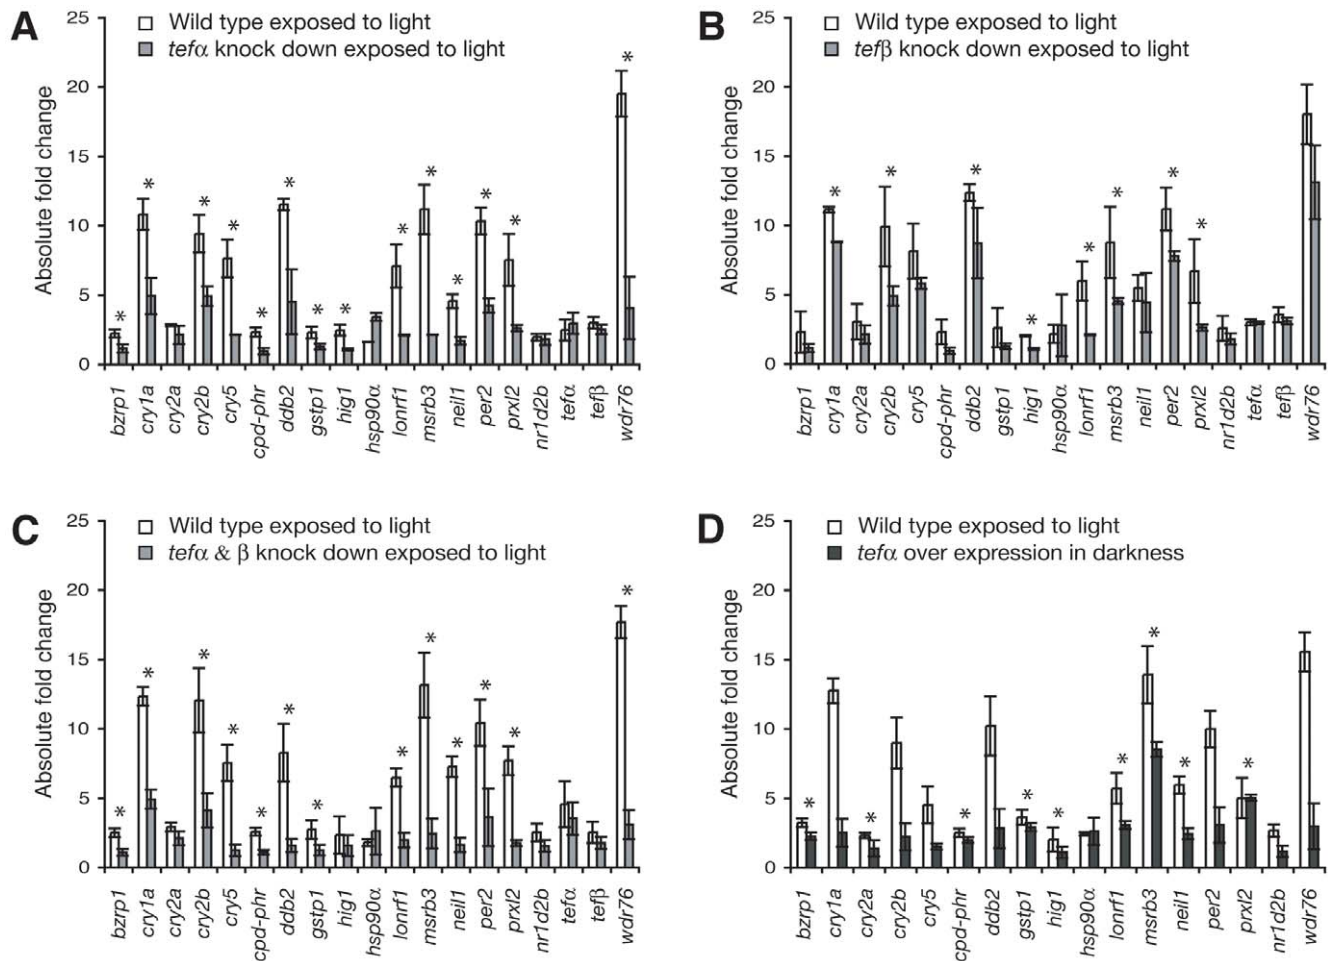 A
25
20
15
10
5
0
Absolute fold change
Wild type exposed to light
tefα knock down exposed to light
* * * * * * * * * * * * * *
bzrp1 cry1a cry2a cry2b cry5 cpd-phr ddb2 gstp1 hig1 hsp90α lonrf1 msrb3 neil1 per2 prxl2 nr1d2b tefα tefβ wdr76
B
25
20
15
10
5
0
Absolute fold change
Wild type exposed to light
tefβ knock down exposed to light
* * * * * * * *
bzrp1 cry1a cry2a cry2b cry5 cpd-phr ddb2 gstp1 hig1 hsp90α lonrf1 msrb3 neil1 per2 prxl2 nr1d2b tefα tefβ wdr76
C
25
20
15
10
5
0
Absolute fold change
Wild type exposed to light
tefα & β knock down exposed to light
* * * * * * * * * * * * *
bzrp1 cry1a cry2a cry2b cry5 cpd-phr ddb2 gstp1 hig1 hsp90α lonrf1 msrb3 neil1 per2 prxl2 nr1d2b tefα tefβ wdr76
D
25
20
15
10
5
0
Absolute fold change
Wild type exposed to light
tefα over expression in darkness
* * * * * * * * *
bzrp1 cry1a cry2a cry2b cry5 cpd-phr ddb2 gstp1 hig1 hsp90α lonrf1 msrb3 neil1 per2 prxl2 nr1d2b wdr76